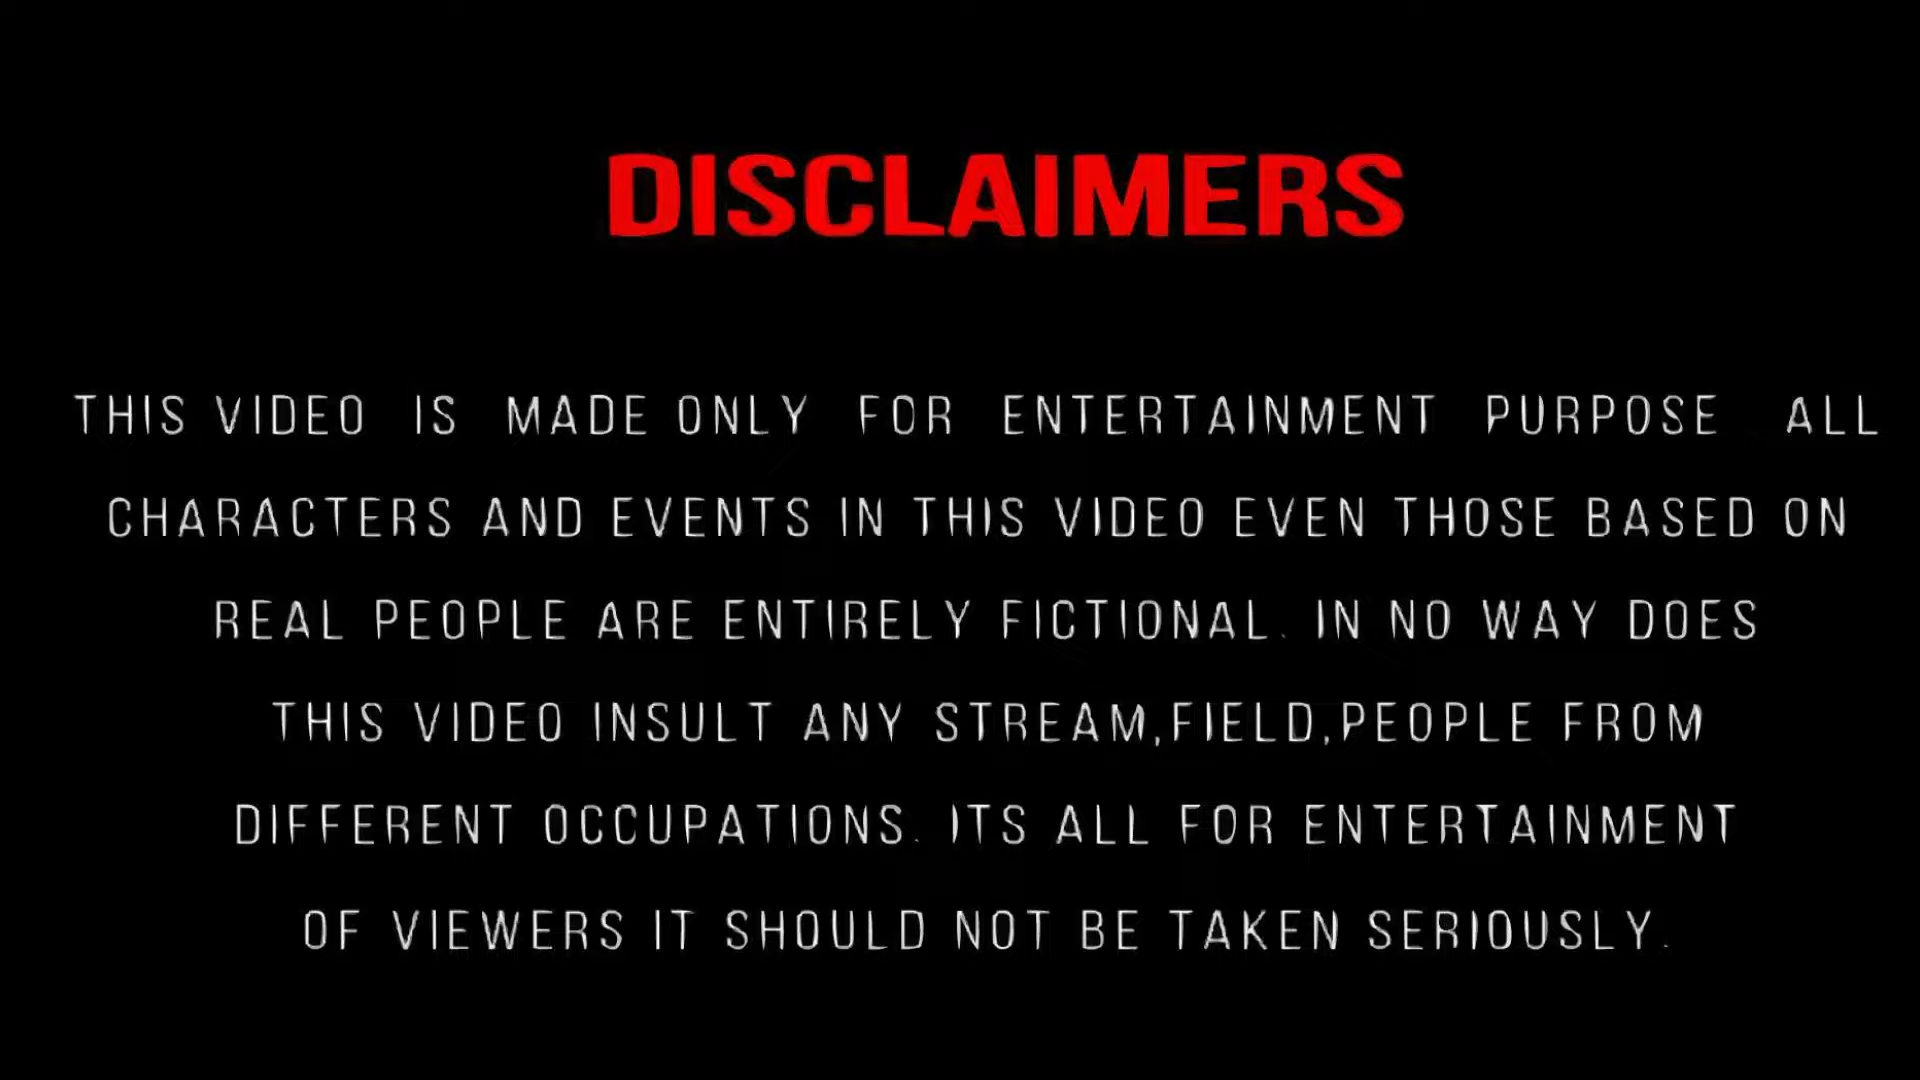 DISCLAIMERS
THIS VIDEO IS MADE ONLY FOR ENTERTAINMENT PURPOSE ALL
CHARACTERS AND EVENTS IN THIS VIDEO EVEN THOSE BASED ON
REAL PEOPLE ARE ENTIRELY FICTIONAL. IN NO WAY DOES
THIS VIDEO INSULT ANY STREAM,FIELD,PEOPLE FROM
DIFFERENT OCCUPATIONS. ITS ALL FOR ENTERTAINMENT
OF VIEWERS IT SHOULD NOT BE TAKEN SERIOUSLY.